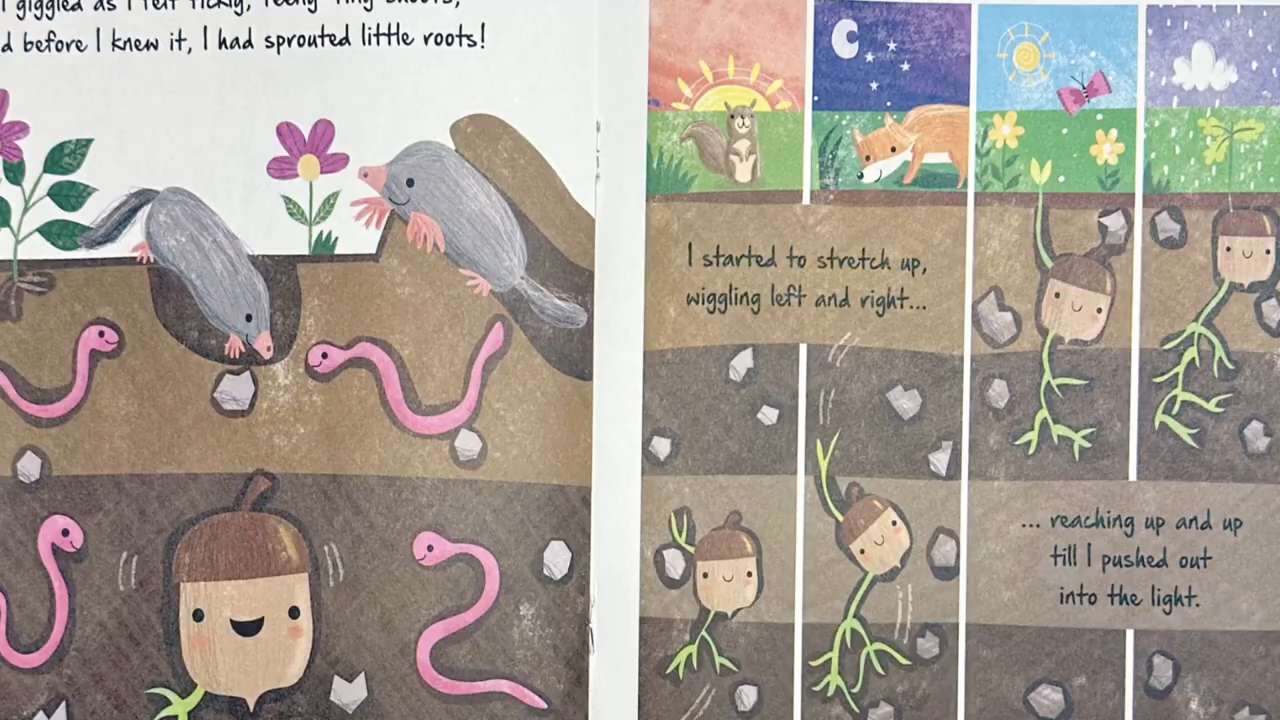 I giggled as I felt tickly, teeny-tiny shoots,
d before I knew it, I had sprouted little roots!
I started to stretch up,
wiggling left and right...
... reaching up and up
till I pushed out
into the light.